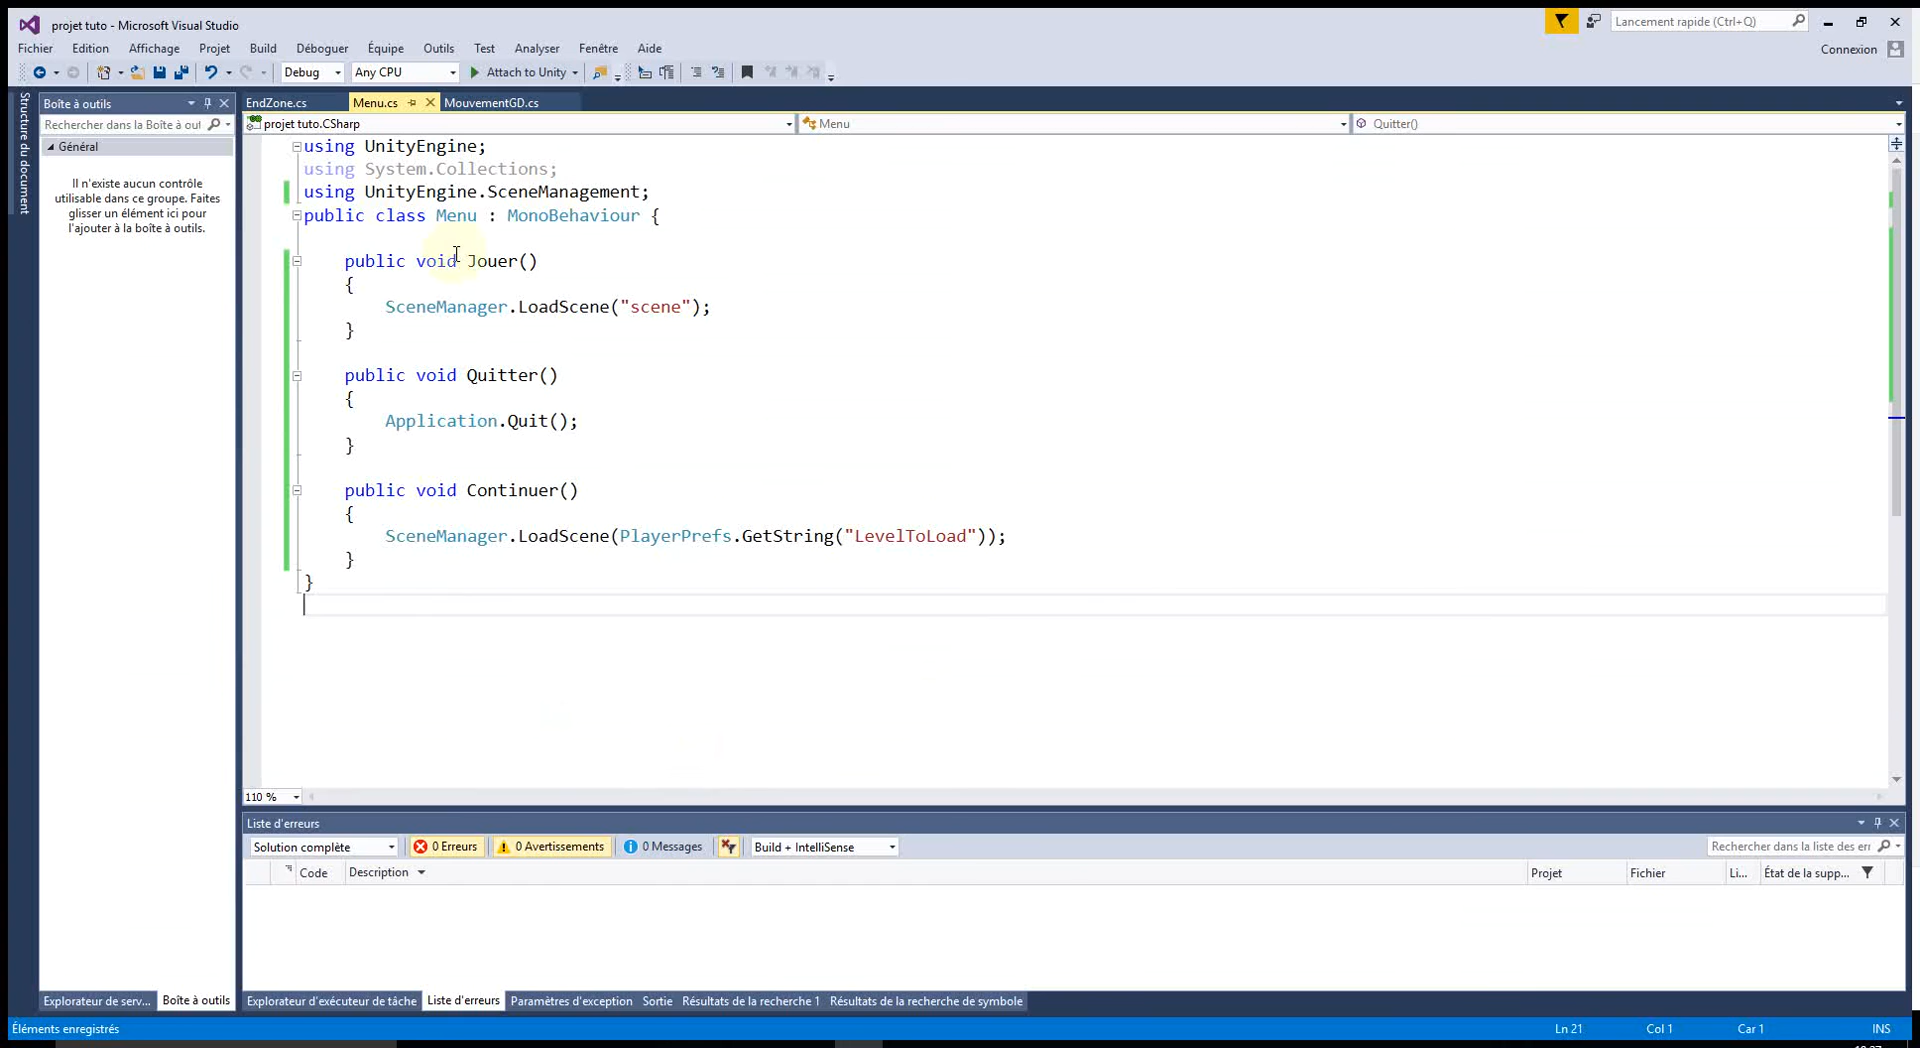 projet tuto - Microsoft Visual Studio
Lancement rapide (Ctrl+Q)
Fichier Edition Affichage Projet Build Déboguer Équipe Outils Test Analyser Fenêtre Aide
Connexion
Debug Any CPU Attach to Unity
Structure du document
Boîte à outils
Rechercher dans la Boîte à out
Général
Il n'existe aucun contrôle
utilisable dans ce groupe. Faites
glisser un élément ici pour
l'ajouter à la boîte à outils.
EndZone.cs Menu.cs MouvementGD.cs
projet tuto.CSharp Menu Quitter()
using UnityEngine;
using System.Collections;
using UnityEngine.SceneManagement;
public class Menu : MonoBehaviour {
public void Jouer()
{
SceneManager.LoadScene("scene");
}
public void Quitter()
{
Application.Quit();
}
public void Continuer()
{
SceneManager.LoadScene(PlayerPrefs.GetString("LevelToLoad"));
}
}
110 %
Liste d'erreurs
Solution complète 0 Erreurs 0 Avertissements 0 Messages Build + IntelliSense Rechercher dans la liste des err
Code Description Projet Fichier Li... État de la supp...
Explorateur de serv... Boîte à outils Explorateur d'exécuteur de tâche Liste d'erreurs Paramètres d'exception Sortie Résultats de la recherche 1 Résultats de la recherche de symbole
Éléments enregistrés Ln 21 Col 1 Car 1 INS